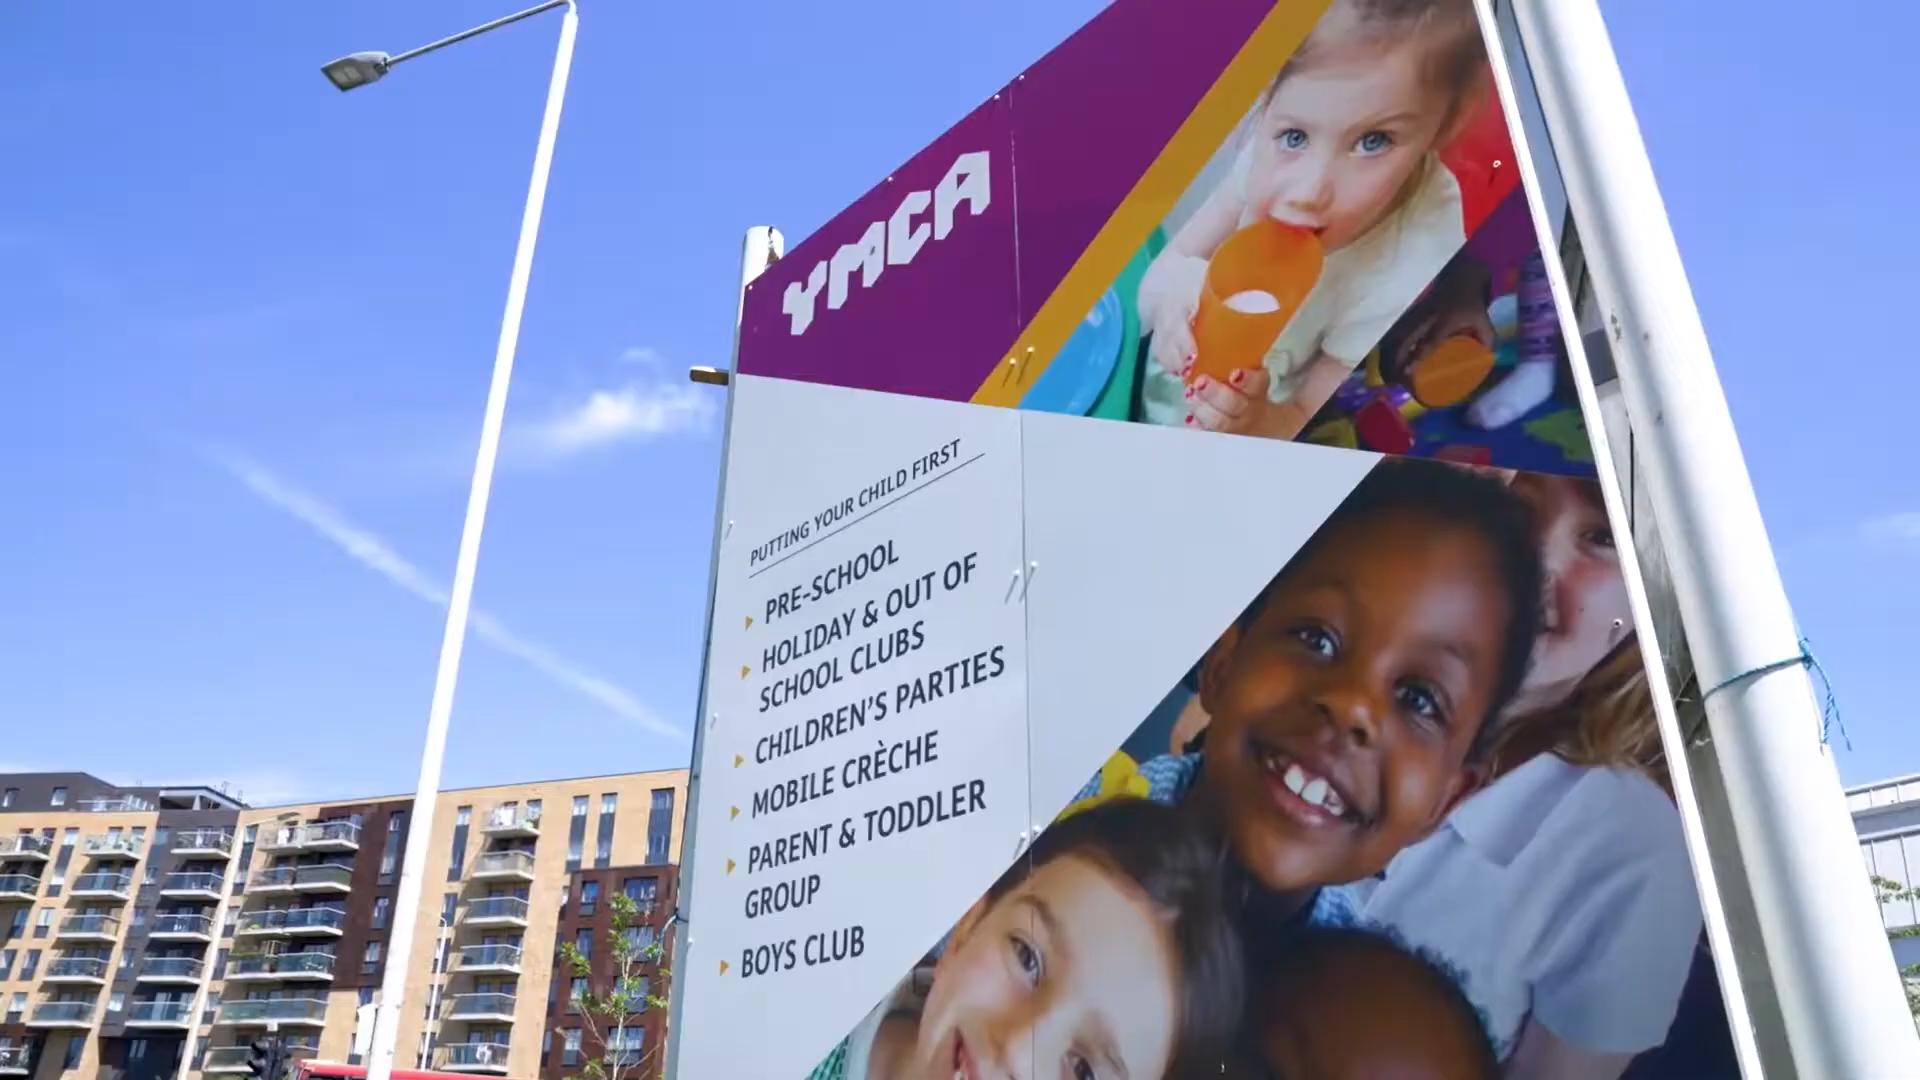 YMCA
PUTTING YOUR CHILD FIRST
PRE-SCHOOL
HOLIDAY & OUT OF
SCHOOL CLUBS
CHILDREN'S PARTIES
MOBILE CRÈCHE
PARENT & TODDLER
GROUP
BOYS CLUB